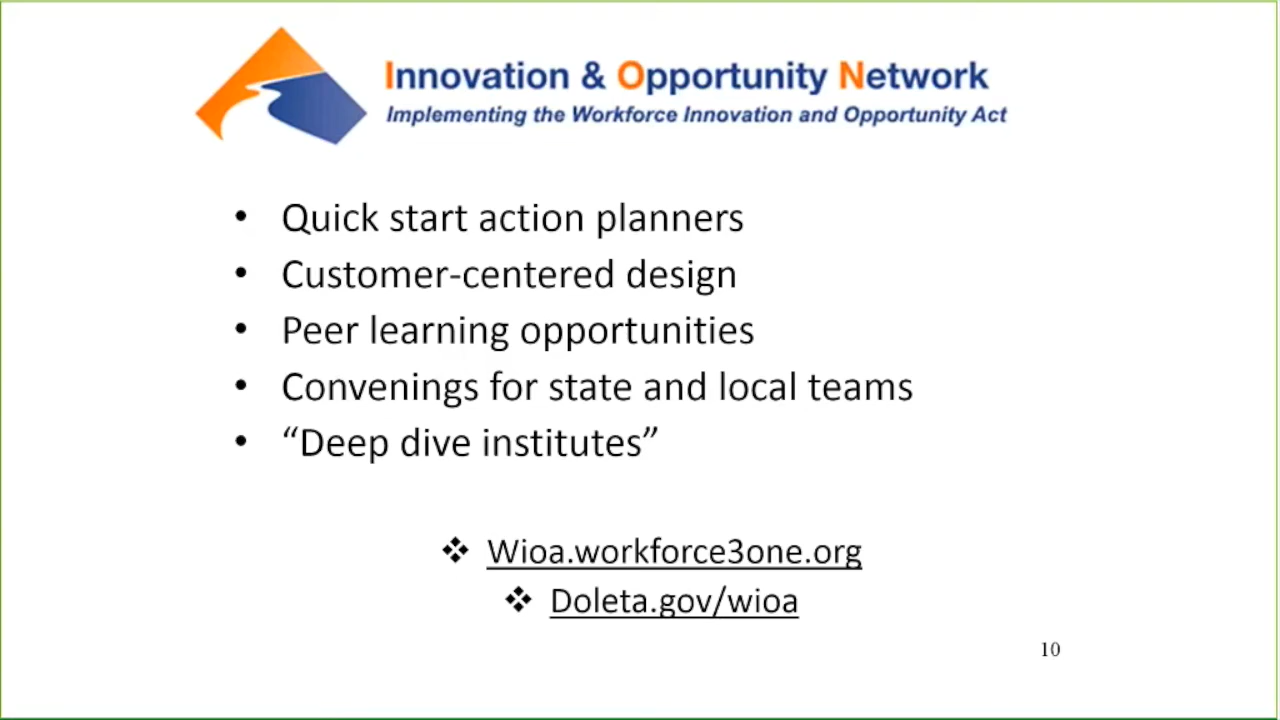 Innovation & Opportunity Network
Implementing the Workforce Innovation and Opportunity Act
• Quick start action planners
• Customer-centered design
• Peer learning opportunities
• Convenings for state and local teams
• “Deep dive institutes”
❖ Wioa.workforce3one.org
❖ Doleta.gov/wioa
10